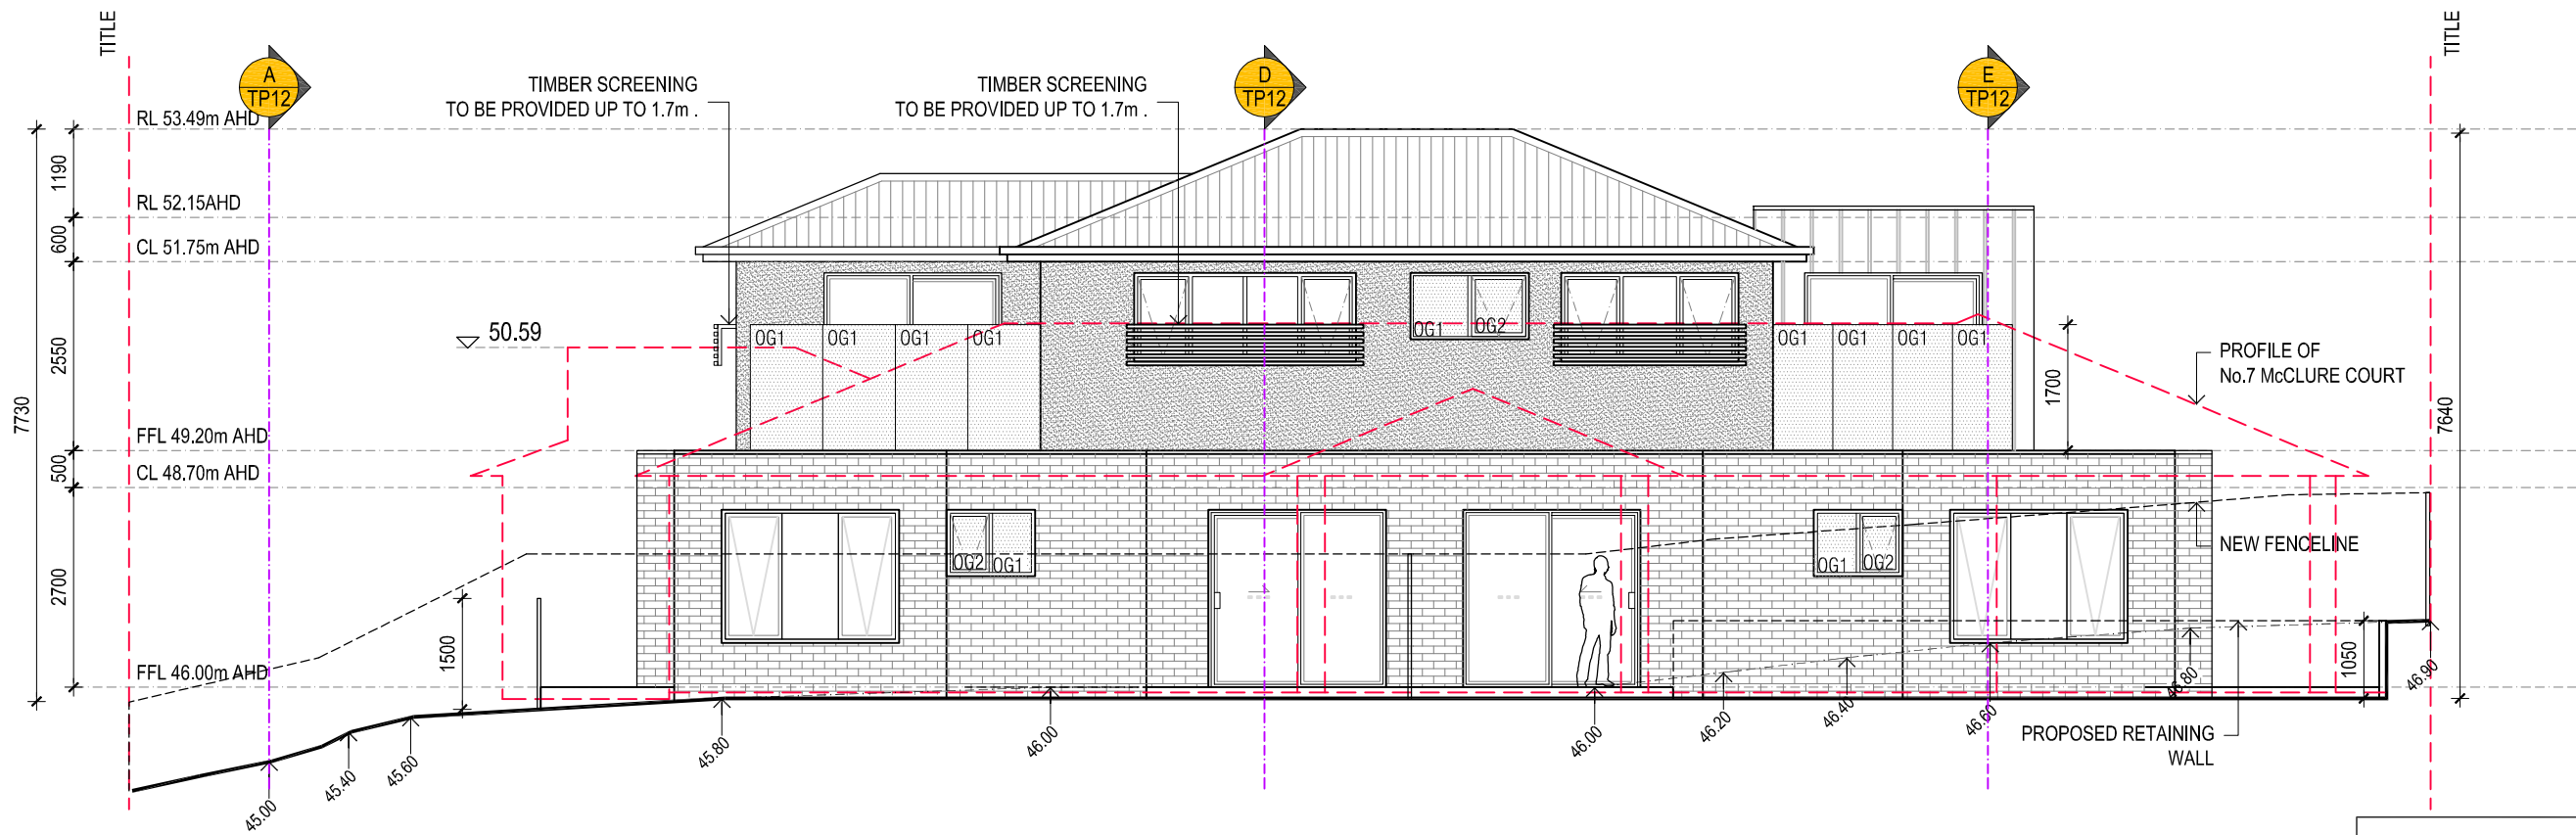 TITLE
A
TP12
TIMBER SCREENING
TO BE PROVIDED UP TO 1.7m .
TIMBER SCREENING
TO BE PROVIDED UP TO 1.7m .
D
TP12
E
TP12
TITLE
RL 53.49m AHD
1190
RL 52.15AHD
600
CL 51.75m AHD
50.59
2550
7730
OG1
OG1
OG1
OG1
OG1
OG2
OG1
OG1
OG1
OG1
1700
PROFILE OF
No.7 McCLURE COURT
7640
FFL 49.20m AHD
500
CL 48.70m AHD
2700
1500
OG2
OG1
OG1
OG2
NEW FENCELINE
FFL 46.00m AHD
1050
45.00
45.40
45.60
45.80
46.00
46.00
46.20
46.40
46.60
46.80
46.90
PROPOSED RETAINING
WALL